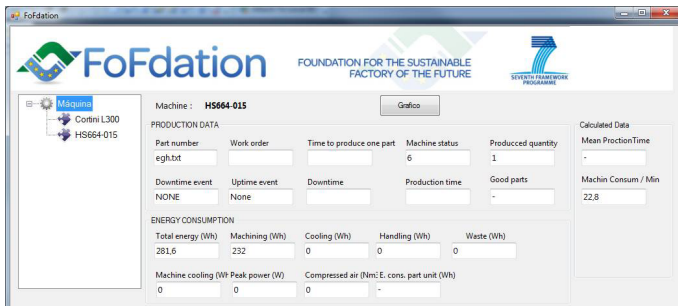 FoFdation
FoFdation
FOUNDATION FOR THE SUSTAINABLE
FACTORY OF THE FUTURE
SEVENTH FRAMEWORK
PROGRAMME
Máquina
Cortini L300
HS664-015
Machine : HS664-015
Grafico
PRODUCTION DATA
Part number Work order Time to produce one part Machine status Producced quantity
egh.txt 6 1
Downtime event Uptime event Downtime Production time Good parts
NONE None -
Calculated Data
Mean ProctionTime
-
Machin Consum / Min
22,8
ENERGY CONSUMPTION
Total energy (Wh) Machining (Wh) Cooling (Wh) Handling (Wh) Waste (Wh)
281,6 232 0 0 0
Machine cooling (Wh Peak power (W) Compressed air (Nm: E. cons. part unit (Wh)
0 0 0 -